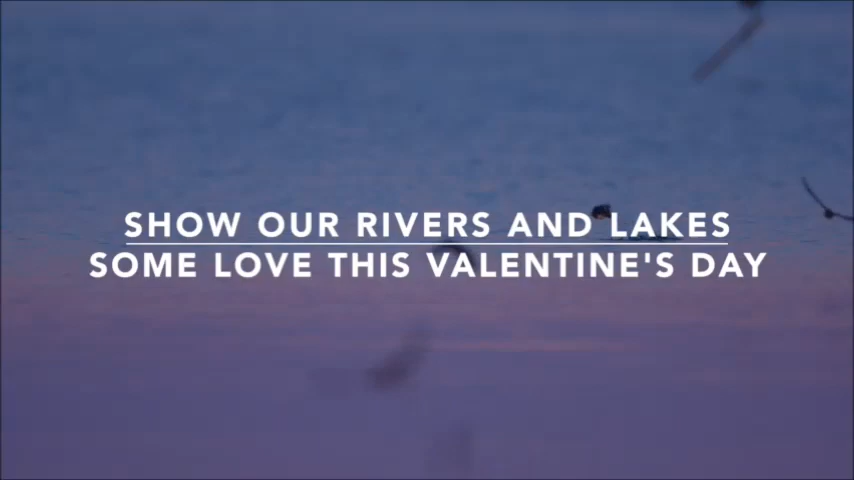 SHOW OUR RIVERS AND LAKES
SOME LOVE THIS VALENTINE'S DAY